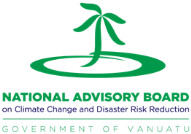 NATIONAL ADVISORY BOARD
on Climate Change and Disaster Risk Reduction
GOVERNMENT OF VANUATU